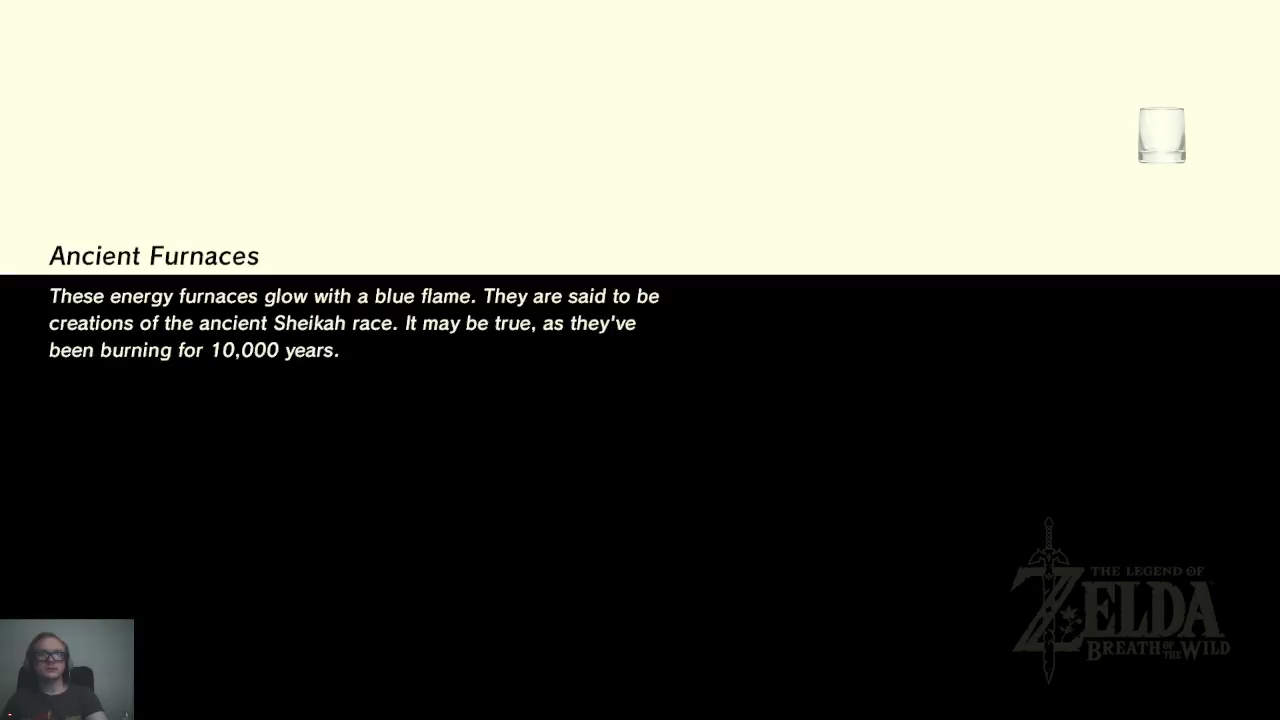 Ancient Furnaces
These energy furnaces glow with a blue flame. They are said to be
creations of the ancient Sheikah race. It may be true, as they've
been burning for 10,000 years.
THE LEGEND OF
ZELDA
BREATH OF THE WILD